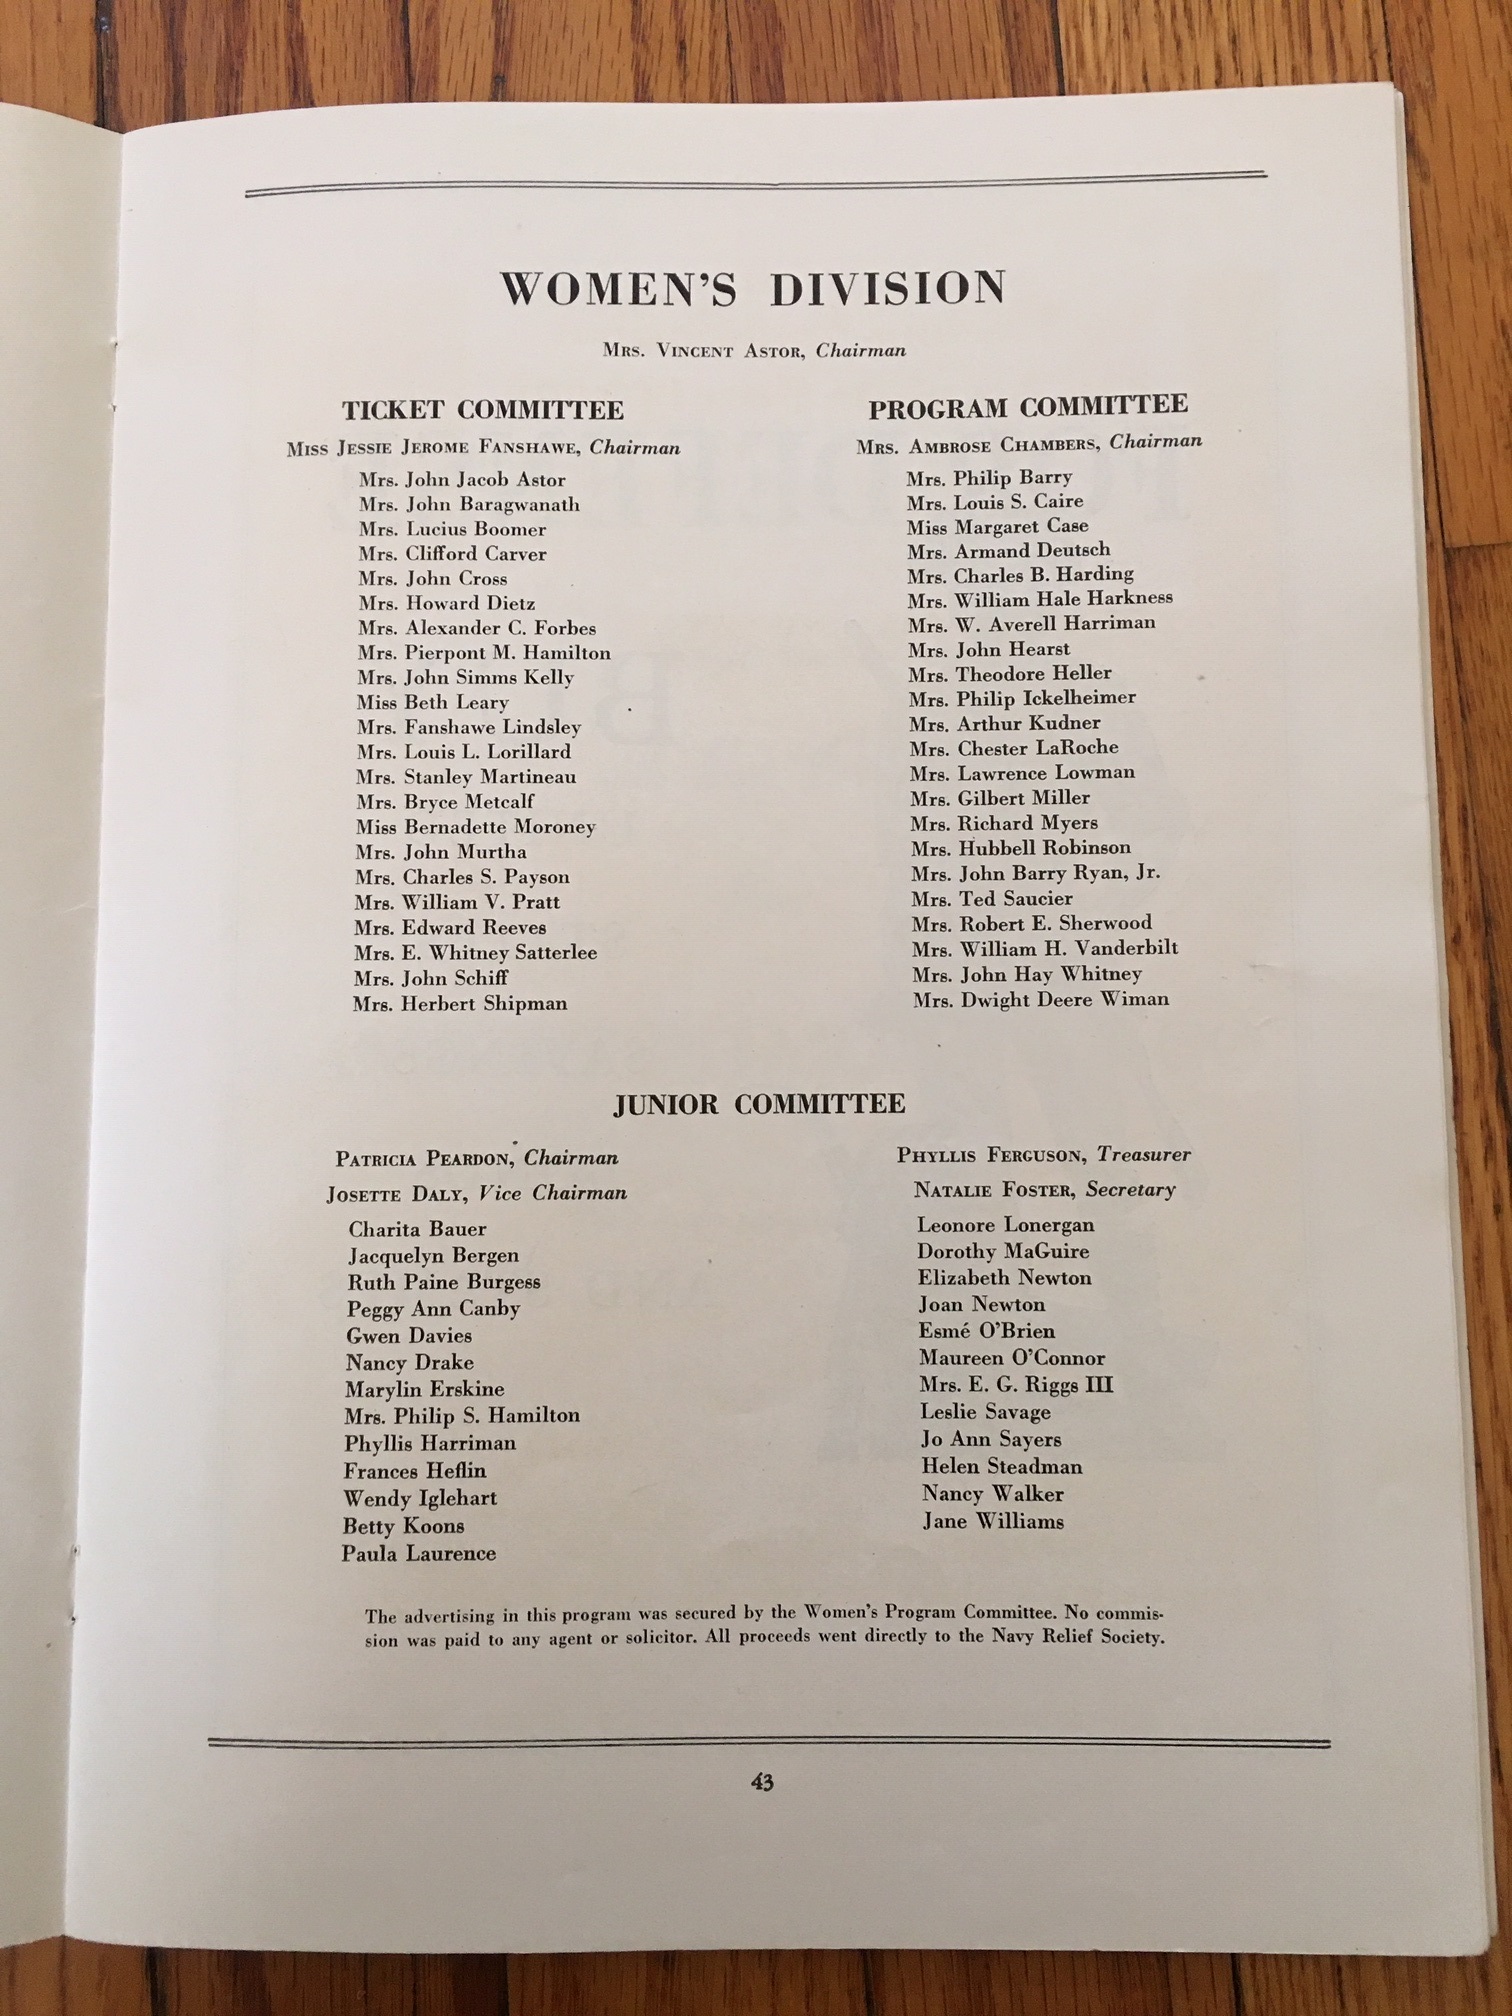 WOMEN'S DIVISION
MRS. VINCENT ASTOR, Chairman
TICKET COMMITTEE
MISS JESSIE JEROME FANSHAWE, Chairman
Mrs. John Jacob Astor
Mrs. John Baragwanath
Mrs. Lucius Boomer
Mrs. Clifford Carver
Mrs. John Cross
Mrs. Howard Dietz
Mrs. Alexander C. Forbes
Mrs. Pierpont M. Hamilton
Mrs. John Simms Kelly
Miss Beth Leary
Mrs. Fanshawe Lindsley
Mrs. Louis L. Lorillard
Mrs. Stanley Martineau
Mrs. Bryce Metcalf
Miss Bernadette Moroney
Mrs. John Murtha
Mrs. Charles S. Payson
Mrs. William V. Pratt
Mrs. Edward Reeves
Mrs. E. Whitney Satterlee
Mrs. John Schiff
Mrs. Herbert Shipman
PROGRAM COMMITTEE
MRS. AMBROSE CHAMBERS, Chairman
Mrs. Philip Barry
Mrs. Louis S. Caire
Miss Margaret Case
Mrs. Armand Deutsch
Mrs. Charles B. Harding
Mrs. William Hale Harkness
Mrs. W. Averell Harriman
Mrs. John Hearst
Mrs. Theodore Heller
Mrs. Philip Ickelheimer
Mrs. Arthur Kudner
Mrs. Chester LaRoche
Mrs. Lawrence Lowman
Mrs. Gilbert Miller
Mrs. Richard Myers
Mrs. Hubbell Robinson
Mrs. John Barry Ryan, Jr.
Mrs. Ted Saucier
Mrs. Robert E. Sherwood
Mrs. William H. Vanderbilt
Mrs. John Hay Whitney
Mrs. Dwight Deere Wiman
JUNIOR COMMITTEE
PATRICIA PEARDON, Chairman
JOSETTE DALY, Vice Chairman
Charita Bauer
Jacquelyn Bergen
Ruth Paine Burgess
Peggy Ann Canby
Gwen Davies
Nancy Drake
Marylin Erskine
Mrs. Philip S. Hamilton
Phyllis Harriman
Frances Heflin
Wendy Iglehart
Betty Koons
Paula Laurence
PHYLLIS FERGUSON, Treasurer
NATALIE FOSTER, Secretary
Leonore Lonergan
Dorothy MaGuire
Elizabeth Newton
Joan Newton
Esmé O'Brien
Maureen O'Connor
Mrs. E. G. Riggs III
Leslie Savage
Jo Ann Sayers
Helen Steadman
Nancy Walker
Jane Williams
The advertising in this program was secured by the Women's Program Committee. No commis-
sion was paid to any agent or solicitor. All proceeds went directly to the Navy Relief Society.
43